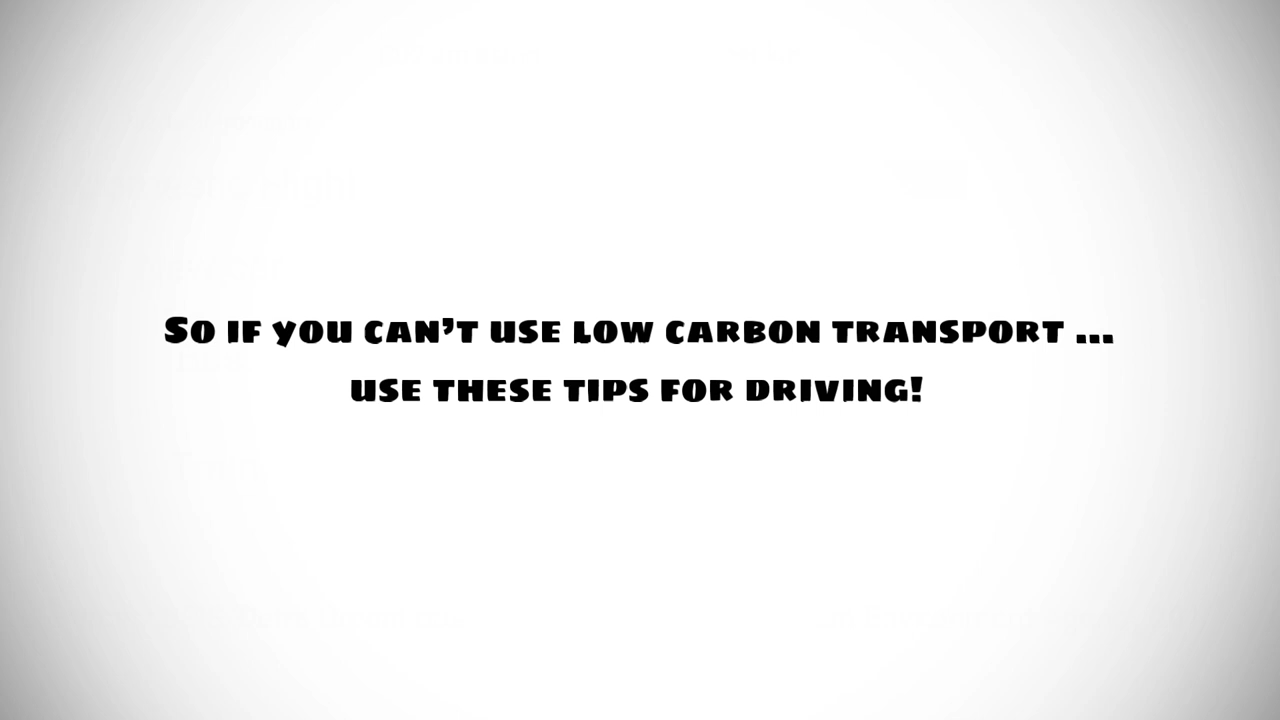 So if you can't use low carbon transport ...
use these tips for driving!